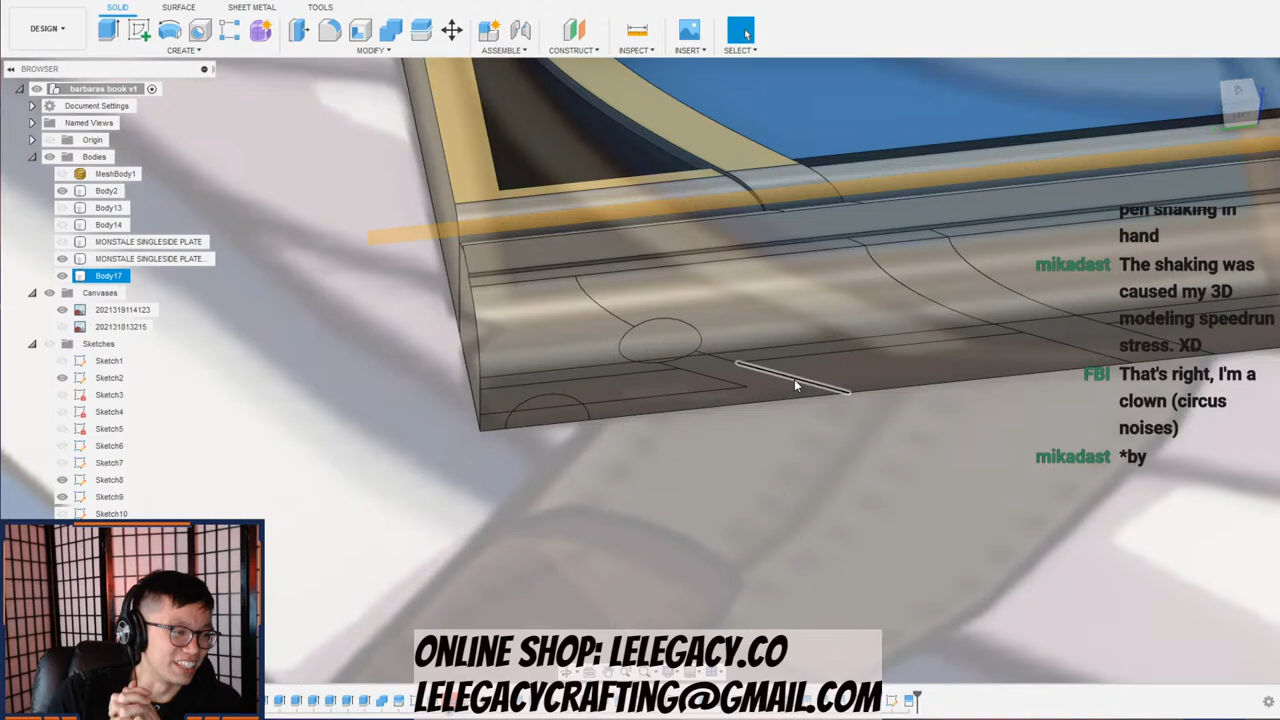 SOLID SURFACE SHEET METAL TOOLS
DESIGN
CREATE MODIFY ASSEMBLE CONSTRUCT INSPECT INSERT SELECT
BROWSER
barbaras book v1
Document Settings
Named Views
Origin
Bodies
MeshBody1
Body2
Body13
Body14
MONSTALE SINGLESIDE PLATE
MONSTALE SINGLESIDE PLATE...
Body17
Canvases
2021319114123
202131813215
Sketches
Sketch1
Sketch2
Sketch3
Sketch4
Sketch5
Sketch6
Sketch7
Sketch8
Sketch9
Sketch10
pen shaking in
hand
mikadast The shaking was
caused my 3D
modeling speedrun
stress. XD
FBI That's right, I'm a
clown (circus
noises)
mikadast *by
ONLINE SHOP: LELEGACY.CO
LELEGACYCRAFTING@GMAIL.COM